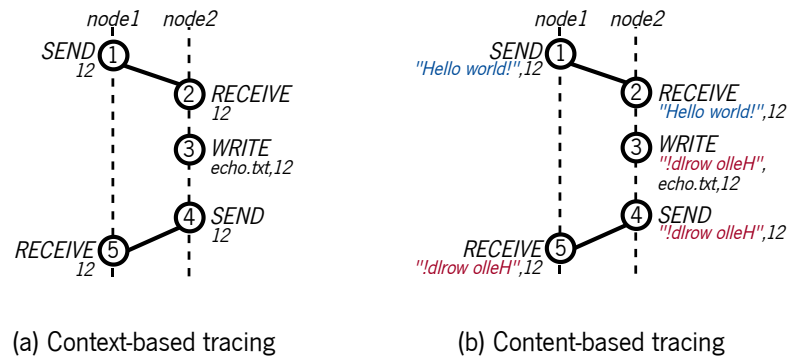 node1 node2
SEND
12
1
2
RECEIVE
12
3
WRITE
echo.txt,12
4
SEND
12
RECEIVE
12
5
(a) Context-based tracing
node1 node2
SEND
"Hello world!",12
1
2
RECEIVE
"Hello world!",12
3
WRITE
"!dlrow olleH",
echo.txt,12
4
SEND
"!dlrow olleH",12
RECEIVE
"!dlrow olleH",12
5
(b) Content-based tracing